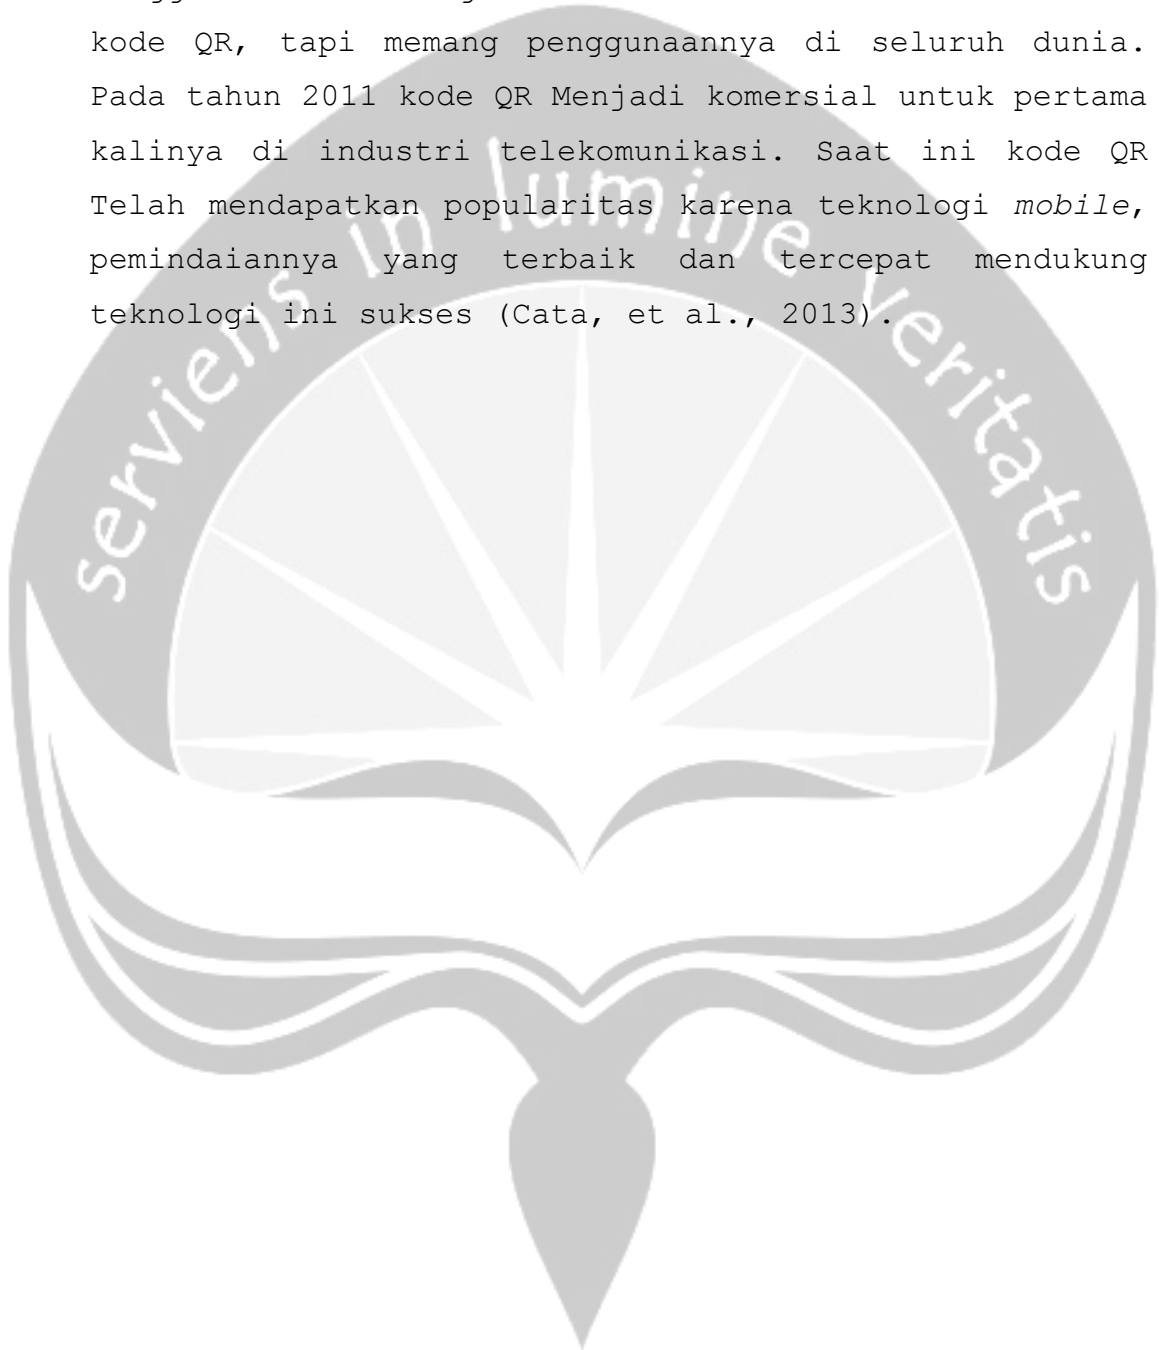 kode QR, tapi memang penggunaannya di seluruh dunia.
Pada tahun 2011 kode QR Menjadi komersial untuk pertama
kalinya di industri telekomunikasi. Saat ini kode QR
Telah mendapatkan popularitas karena teknologi mobile,
pemindaiannya yang terbaik dan tercepat mendukung
teknologi ini sukses (Cata, et al., 2013).
serviens in lumine veritatis